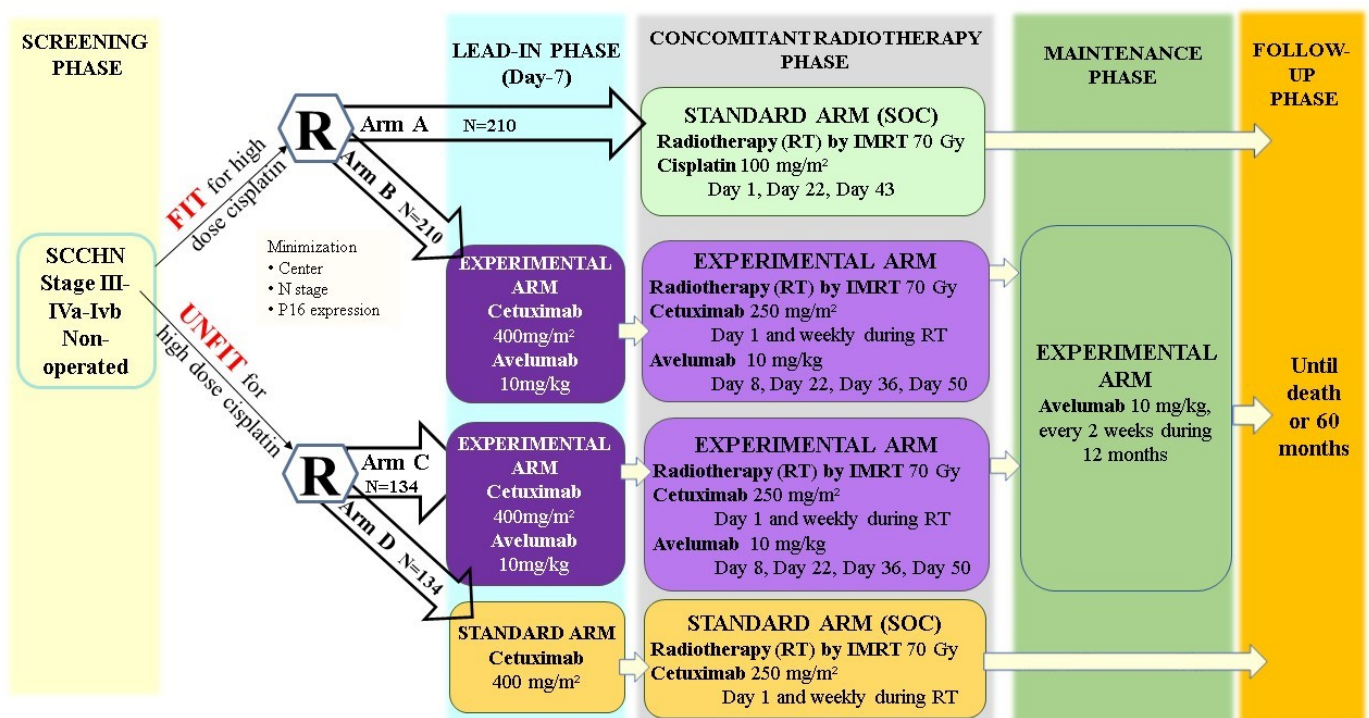 SCREENING
PHASE
SCCHN
Stage III-
IVa-Ivb
Non-
operated
FIT for high
dose cisplatin
UNFIT for
high dose cisplatin
R
Arm A N=210
Arm B N=210
Minimization
• Center
• N stage
• P16 expression
R
Arm C
N=134
Arm D N=134
LEAD-IN PHASE
(Day-7)
EXPERIMENTAL
ARM
Cetuximab
400mg/m²
Avelumab
10mg/kg
EXPERIMENTAL
ARM
Cetuximab
400mg/m²
Avelumab
10mg/kg
STANDARD ARM
Cetuximab
400 mg/m²
CONCOMITANT RADIOTHERAPY
PHASE
STANDARD ARM (SOC)
Radiotherapy (RT) by IMRT 70 Gy
Cisplatin 100 mg/m²
Day 1, Day 22, Day 43
EXPERIMENTAL ARM
Radiotherapy (RT) by IMRT 70 Gy
Cetuximab 250 mg/m²
Day 1 and weekly during RT
Avelumab 10 mg/kg
Day 8, Day 22, Day 36, Day 50
EXPERIMENTAL ARM
Radiotherapy (RT) by IMRT 70 Gy
Cetuximab 250 mg/m²
Day 1 and weekly during RT
Avelumab 10 mg/kg
Day 8, Day 22, Day 36, Day 50
STANDARD ARM (SOC)
Radiotherapy (RT) by IMRT 70 Gy
Cetuximab 250 mg/m²
Day 1 and weekly during RT
MAINTENANCE
PHASE
EXPERIMENTAL
ARM
Avelumab 10 mg/kg,
every 2 weeks during
12 months
FOLLOW-
UP
PHASE
Until
death
or 60
months